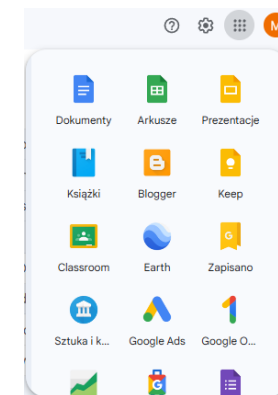 M
Dokumenty Arkusze Prezentacje
Książki Blogger Keep
G
Classroom Earth Zapisano
Sztuka i k... Google Ads Google O...